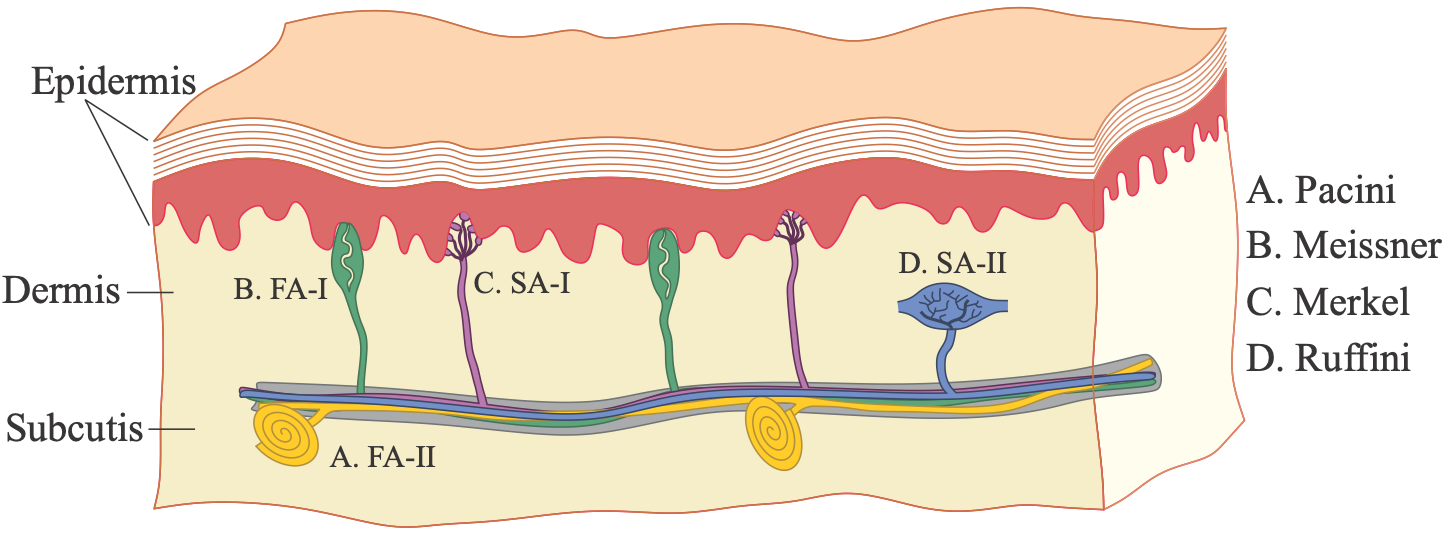 Epidermis
Dermis
Subcutis
B. FA-I
C. SA-I
D. SA-II
A. FA-II
A. Pacini
B. Meissner
C. Merkel
D. Ruffini